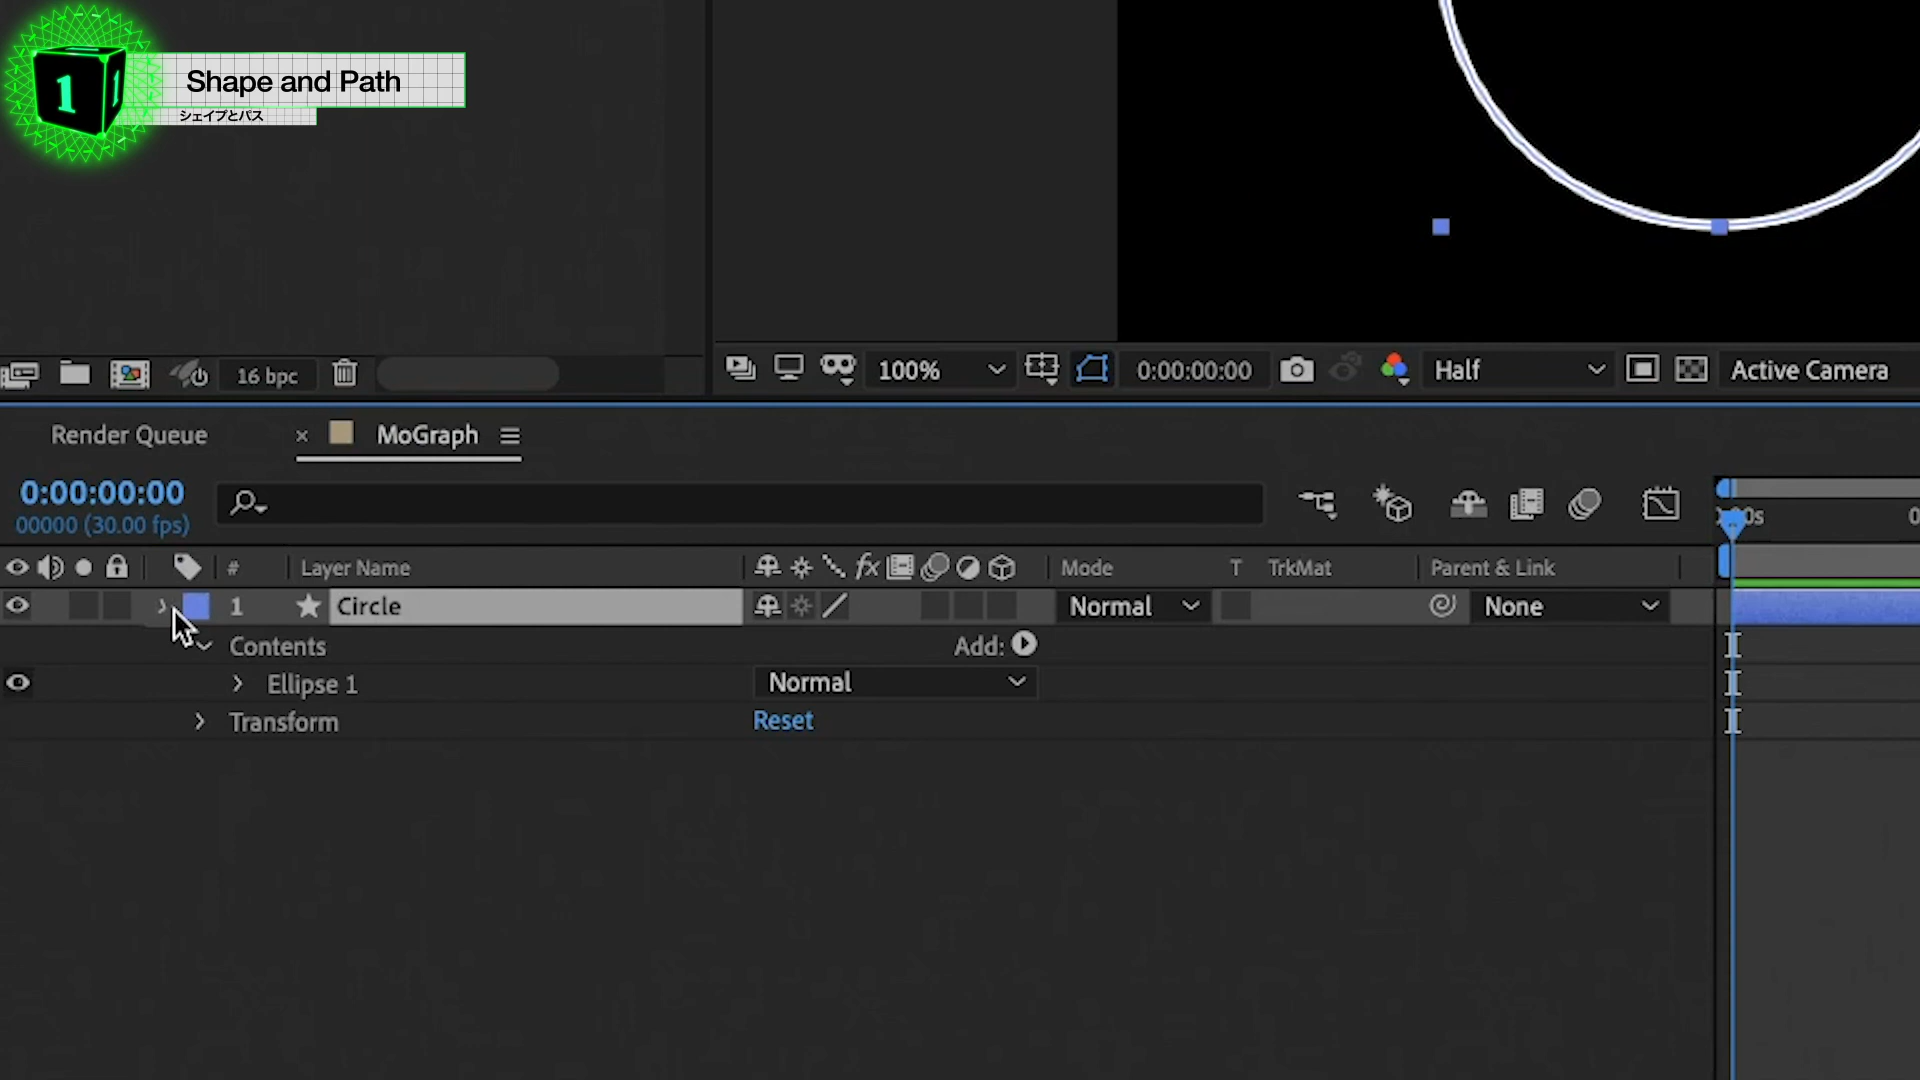 1
Shape and Path
シェイプとパス
16 bpc
100%
0:00:00:00
Half
Active Camera
Render Queue
MoGraph
0:00:00:00
00000 (30.00 fps)
# Layer Name fx Mode T TrkMat Parent & Link
1 Circle Normal None
Contents Add:
Ellipse 1 Normal
Transform Reset